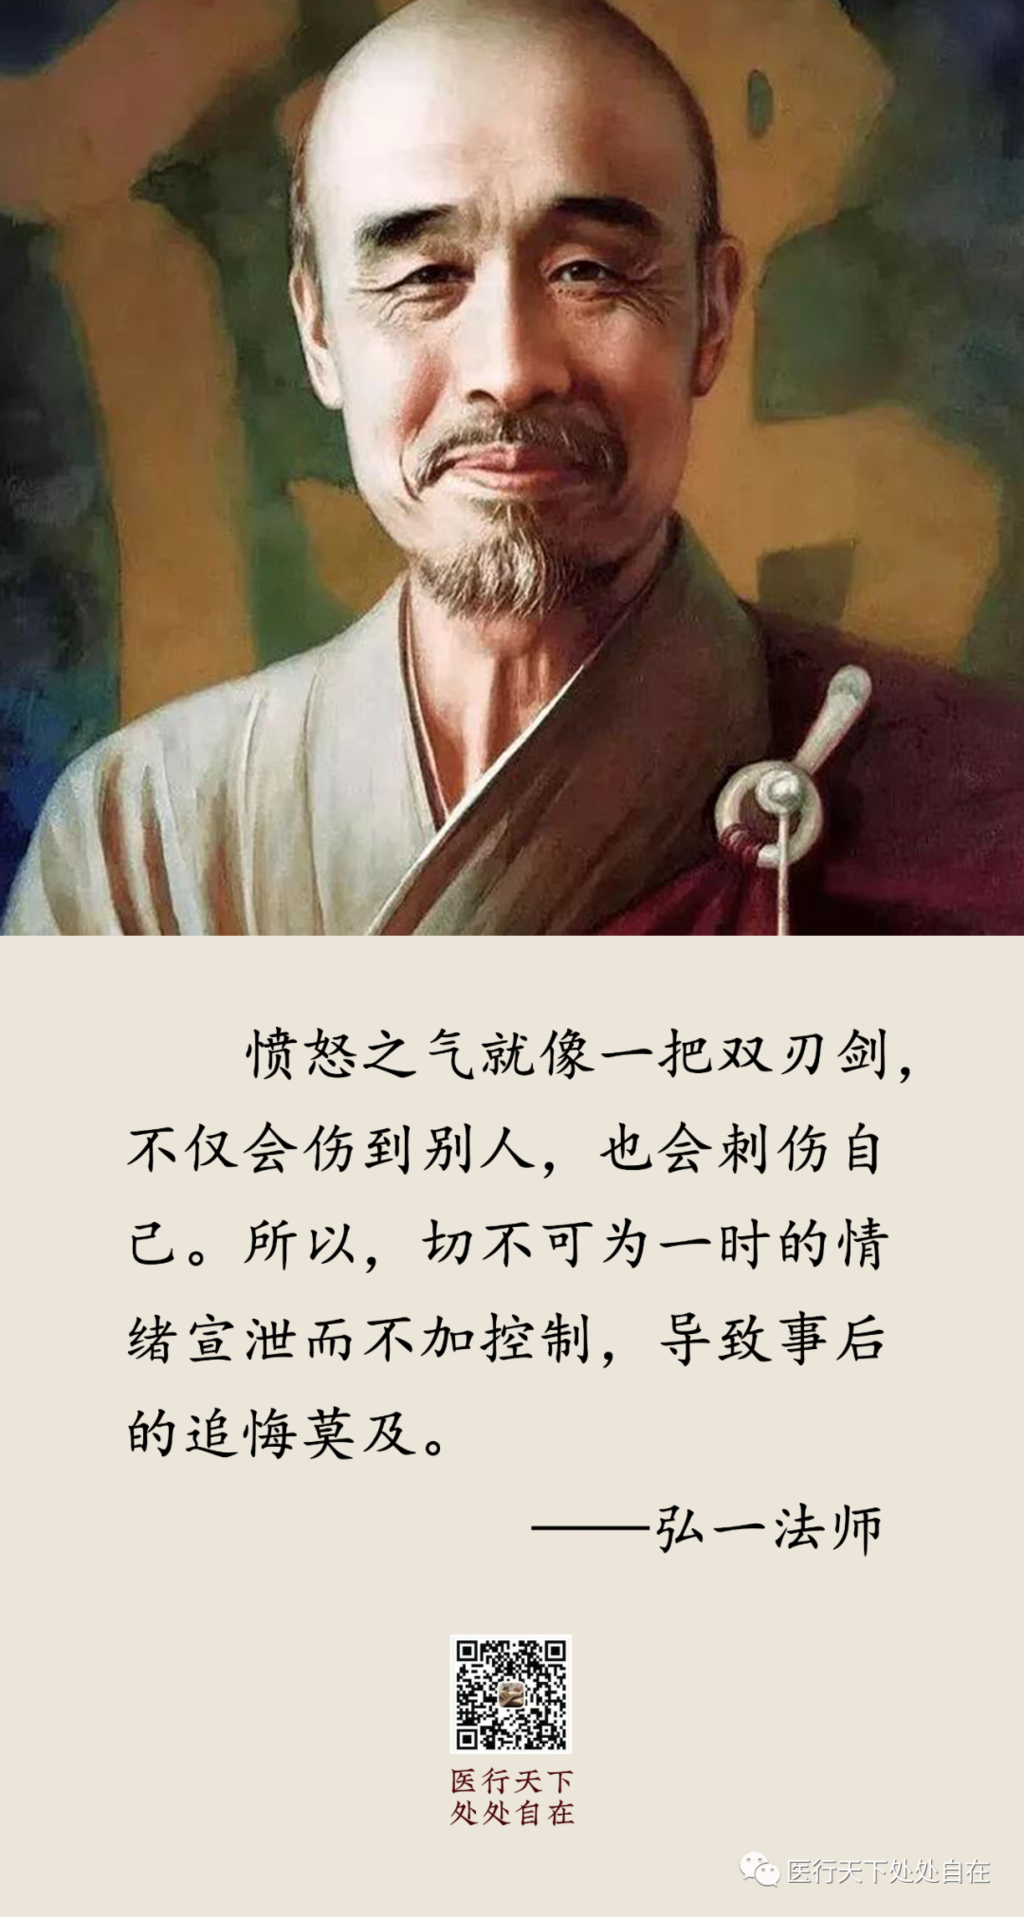 愤怒之气就像一把双刃剑，
不仅会伤到别人，也会刺伤自
己。所以，切不可为一时的情
绪宣泄而不加控制，导致事后
的追悔莫及。
——弘一法师
医行天下
处处自在
医行天下处处自在